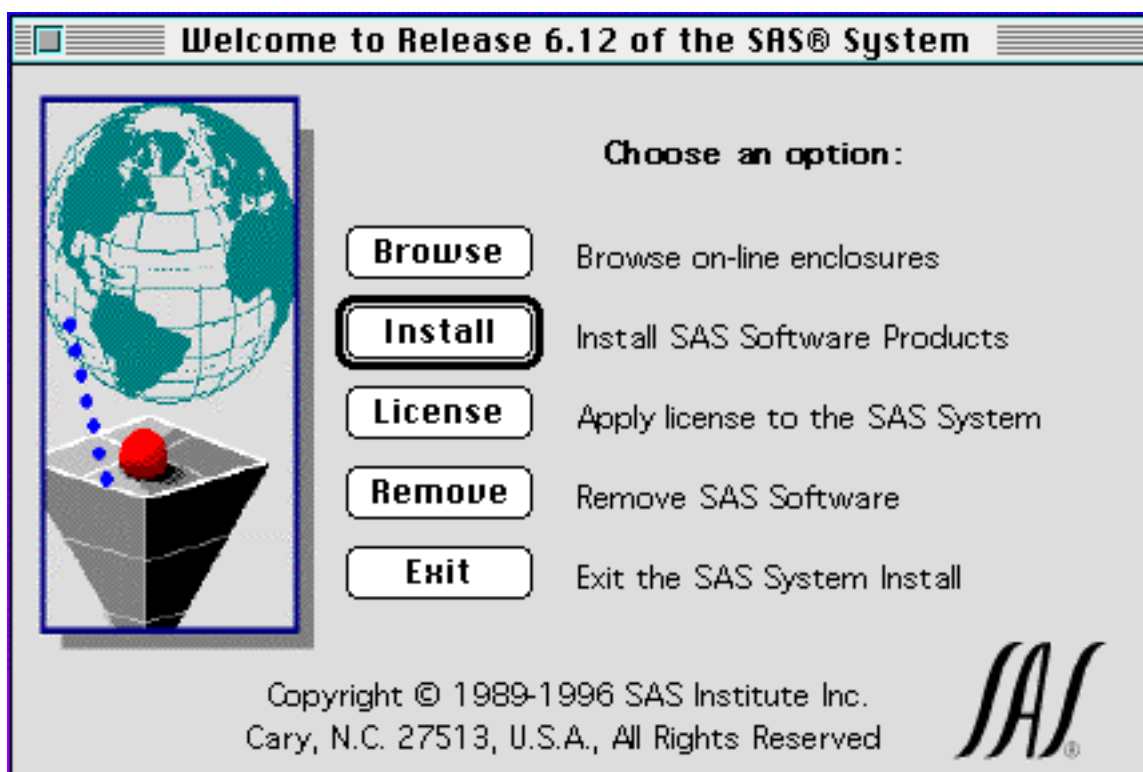 Welcome to Release 6.12 of the SAS® System
Choose an option:
Browse Browse on-line enclosures
Install Install SAS Software Products
License Apply license to the SAS System
Remove Remove SAS Software
Exit Exit the SAS System Install
Copyright © 1989-1996 SAS Institute Inc.
Cary, N.C. 27513, U.S.A., All Rights Reserved
SAS®